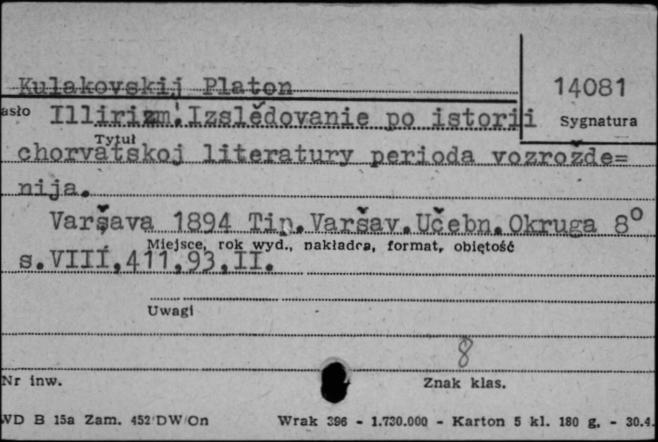 Kulakovskij Platon
14081
asło
Illirizm. Izslědovanie po istorii
Sygnatura
Tytuł
chorvatskoj literatury perioda vozrožde=
nija.
Varšava 1894 Tip. Varšav. Učebn. Okruga 8°
Miejsce, rok wyd., nakładca, format, objętość
s. VIII, 411, 93, II.
Uwagi
8
Nr inw.
Znak klas.
WD B 15a Zam. 452/DW/On Wrak 396 - 1.730.000 - Karton 5 kl. 180 g. - 30.4.